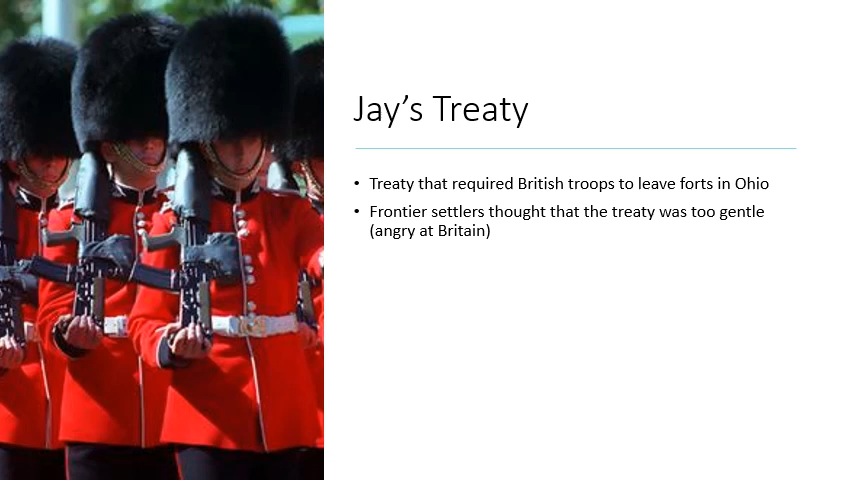 Jay’s Treaty
• Treaty that required British troops to leave forts in Ohio
• Frontier settlers thought that the treaty was too gentle
(angry at Britain)